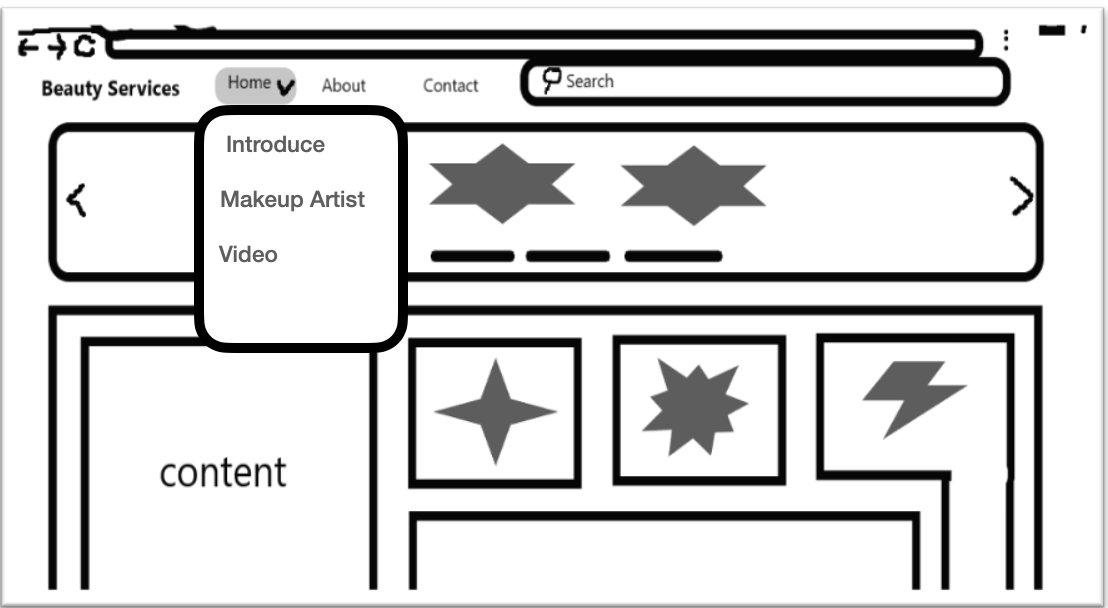 Beauty Services
Home
About
Contact
Search
Introduce
Makeup Artist
Video
content